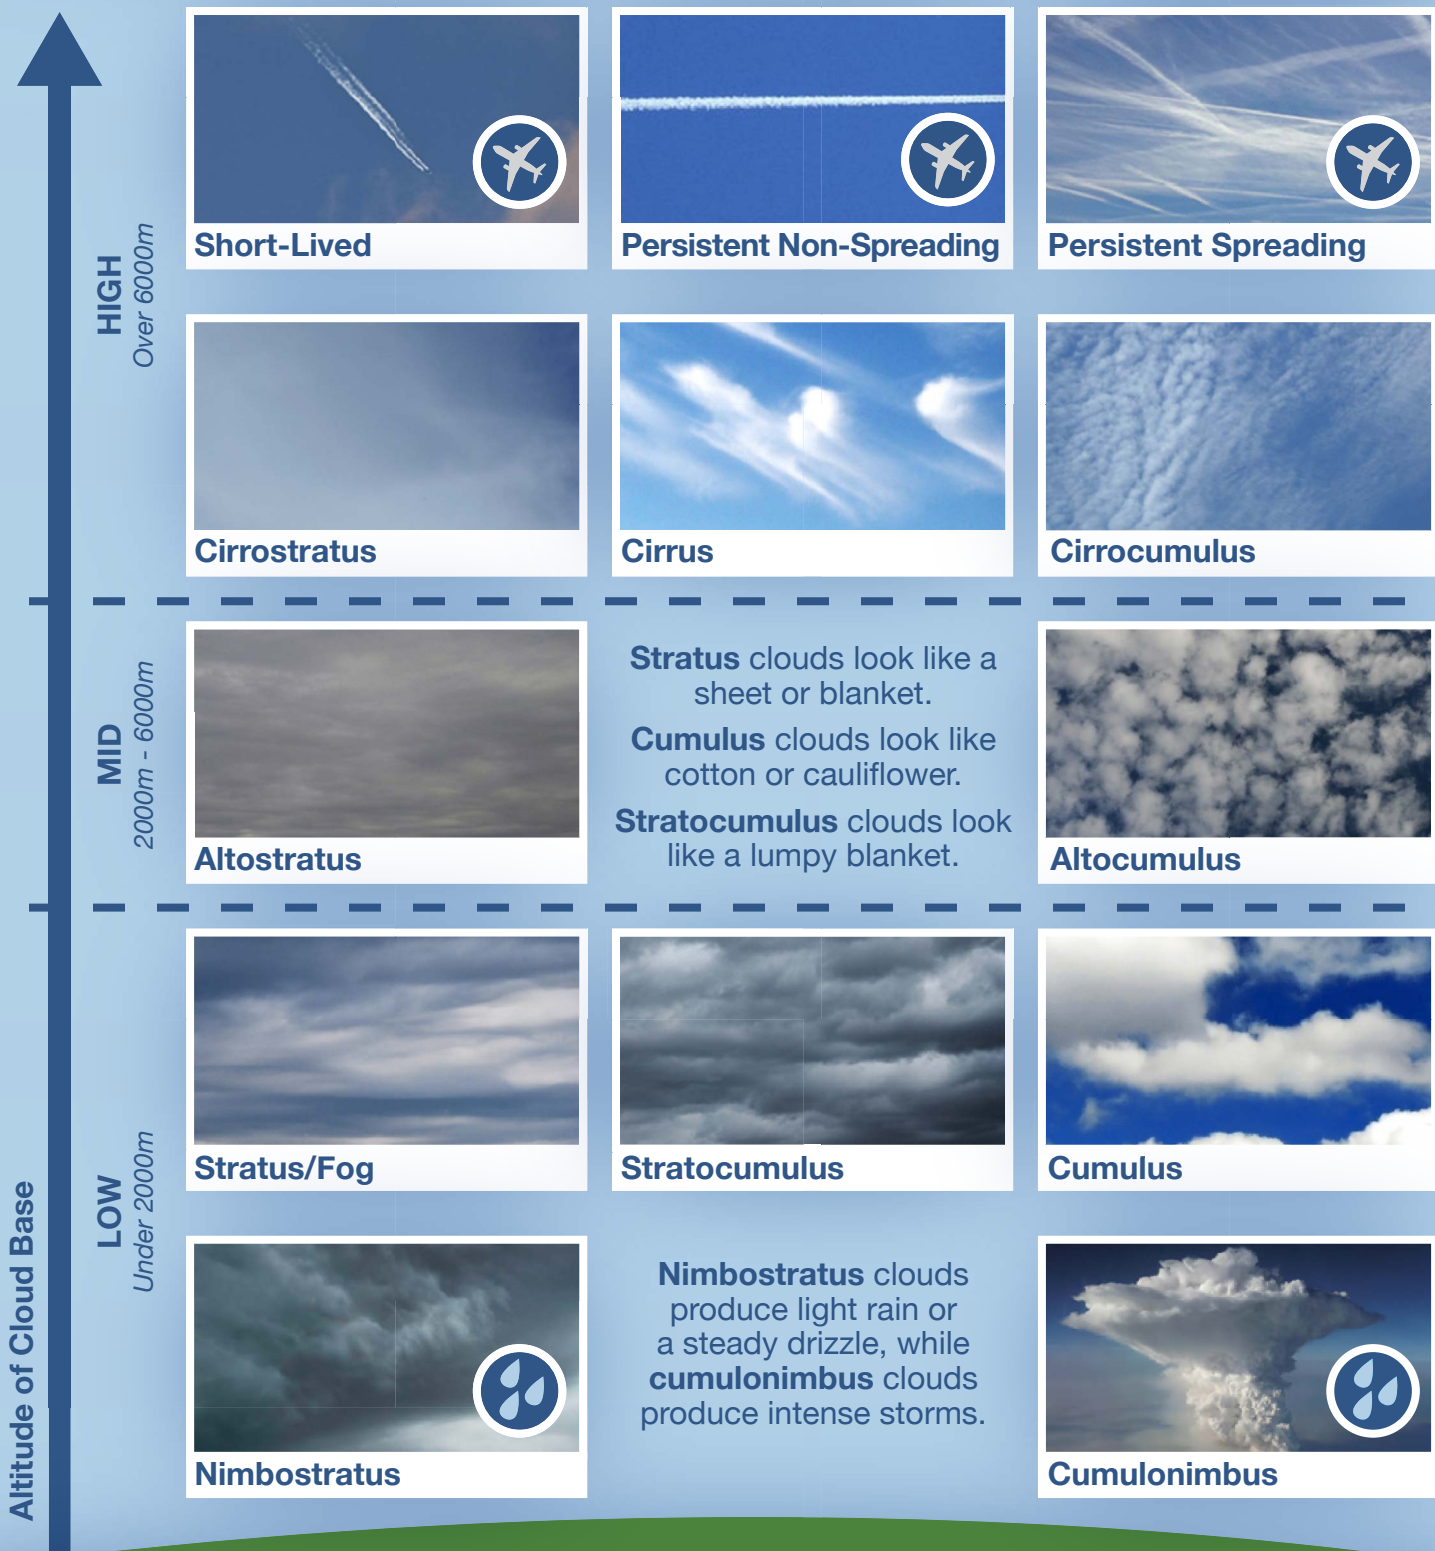 Short-Lived
Persistent Non-Spreading
Persistent Spreading
HIGH
Over 6000m
Cirrostratus
Cirrus
Cirrocumulus
MID
2000m - 6000m
Altostratus
Stratus clouds look like a
sheet or blanket.
Cumulus clouds look like
cotton or cauliflower.
Stratocumulus clouds look
like a lumpy blanket.
Altocumulus
LOW
Under 2000m
Stratus/Fog
Stratocumulus
Cumulus
Nimbostratus
Nimbostratus clouds
produce light rain or
a steady drizzle, while
cumulonimbus clouds
produce intense storms.
Cumulonimbus
Altitude of Cloud Base